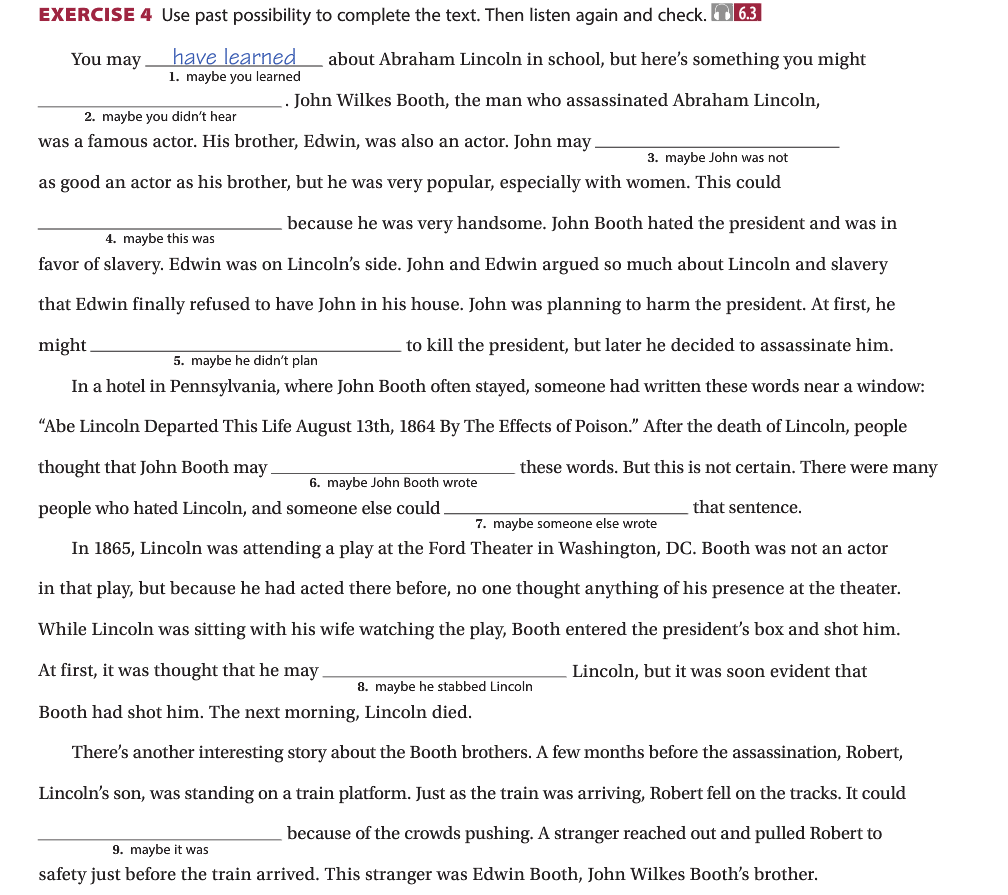 EXERCISE 4 Use past possibility to complete the text. Then listen again and check. 6.3
You may have learned about Abraham Lincoln in school, but here's something you might
1. maybe you learned
. John Wilkes Booth, the man who assassinated Abraham Lincoln,
2. maybe you didn't hear
was a famous actor. His brother, Edwin, was also an actor. John may
3. maybe John was not
as good an actor as his brother, but he was very popular, especially with women. This could
because he was very handsome. John Booth hated the president and was in
4. maybe this was
favor of slavery. Edwin was on Lincoln's side. John and Edwin argued so much about Lincoln and slavery
that Edwin finally refused to have John in his house. John was planning to harm the president. At first, he
might to kill the president, but later he decided to assassinate him.
5. maybe he didn't plan
In a hotel in Pennsylvania, where John Booth often stayed, someone had written these words near a window:
“Abe Lincoln Departed This Life August 13th, 1864 By The Effects of Poison.” After the death of Lincoln, people
thought that John Booth may these words. But this is not certain. There were many
6. maybe John Booth wrote
people who hated Lincoln, and someone else could that sentence.
7. maybe someone else wrote
In 1865, Lincoln was attending a play at the Ford Theater in Washington, DC. Booth was not an actor
in that play, but because he had acted there before, no one thought anything of his presence at the theater.
While Lincoln was sitting with his wife watching the play, Booth entered the president's box and shot him.
At first, it was thought that he may Lincoln, but it was soon evident that
8. maybe he stabbed Lincoln
Booth had shot him. The next morning, Lincoln died.
There's another interesting story about the Booth brothers. A few months before the assassination, Robert,
Lincoln's son, was standing on a train platform. Just as the train was arriving, Robert fell on the tracks. It could
because of the crowds pushing. A stranger reached out and pulled Robert to
9. maybe it was
safety just before the train arrived. This stranger was Edwin Booth, John Wilkes Booth's brother.